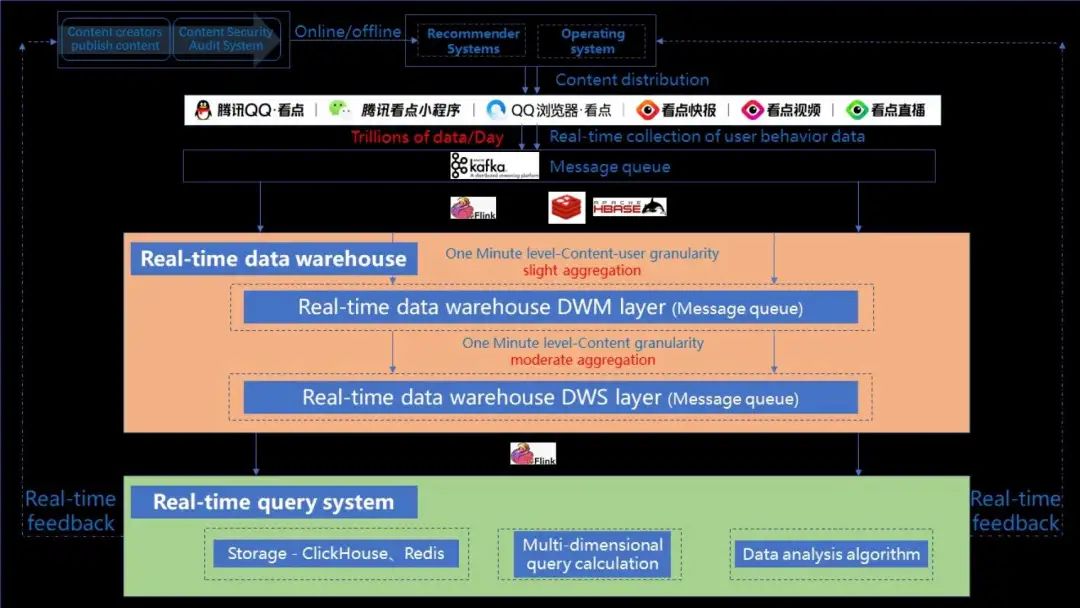 Content creators
publish content
Content Security
Audit System
Online/offline
Recommender
Systems
Operating
system
Content distribution
腾讯QQ·看点 | 腾讯看点小程序 | QQ浏览器·看点 | 看点快报 | 看点视频 | 看点直播
Trillions of data/Day
Real-time collection of user behavior data
kafka
A distributed streaming platform
Message queue
Flink
APACHE
HBASE
Real-time data warehouse
One Minute level-Content-user granularity
slight aggregation
Real-time data warehouse DWM layer (Message queue)
One Minute level-Content granularity
moderate aggregation
Real-time data warehouse DWS layer (Message queue)
Flink
Real-time query system
Real-time
feedback
Real-time
feedback
Storage - ClickHouse、Redis
Multi-dimensional
query calculation
Data analysis algorithm